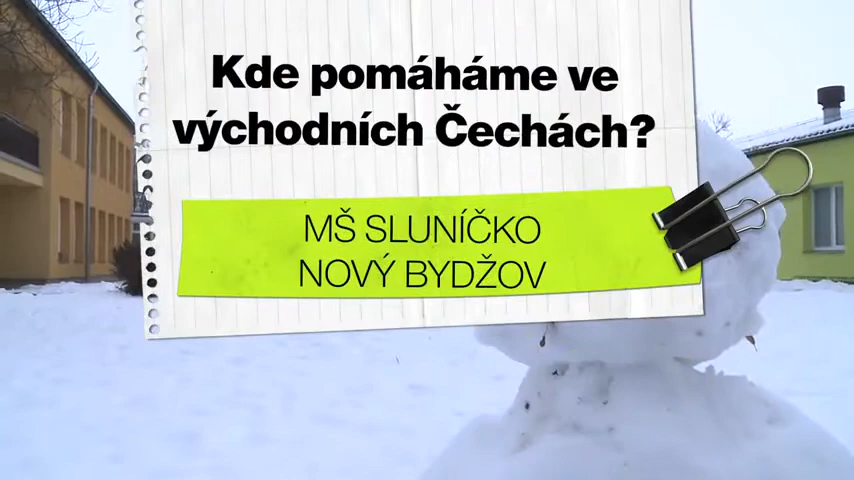 Kde pomáháme ve
východních Čechách?
MŠ SLUNÍČKO
NOVÝ BYDŽOV